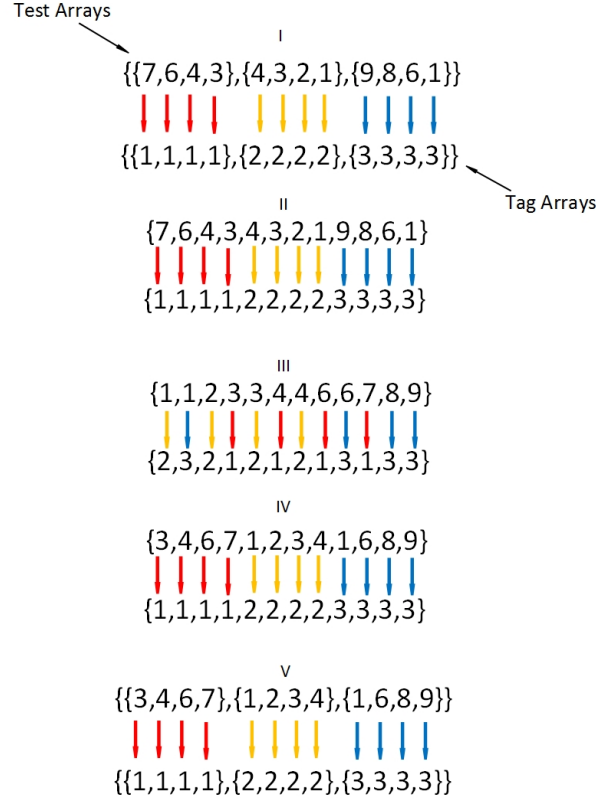 Test Arrays
I
{{7,6,4,3},{4,3,2,1},{9,8,6,1}}
{{1,1,1,1},{2,2,2,2},{3,3,3,3}}
Tag Arrays
II
{7,6,4,3,4,3,2,1,9,8,6,1}
{1,1,1,1,2,2,2,2,3,3,3,3}
III
{1,1,2,3,3,4,4,6,6,7,8,9}
{2,3,2,1,2,1,2,1,3,1,3,3}
IV
{3,4,6,7,1,2,3,4,1,6,8,9}
{1,1,1,1,2,2,2,2,3,3,3,3}
V
{{3,4,6,7},{1,2,3,4},{1,6,8,9}}
{{1,1,1,1},{2,2,2,2},{3,3,3,3}}